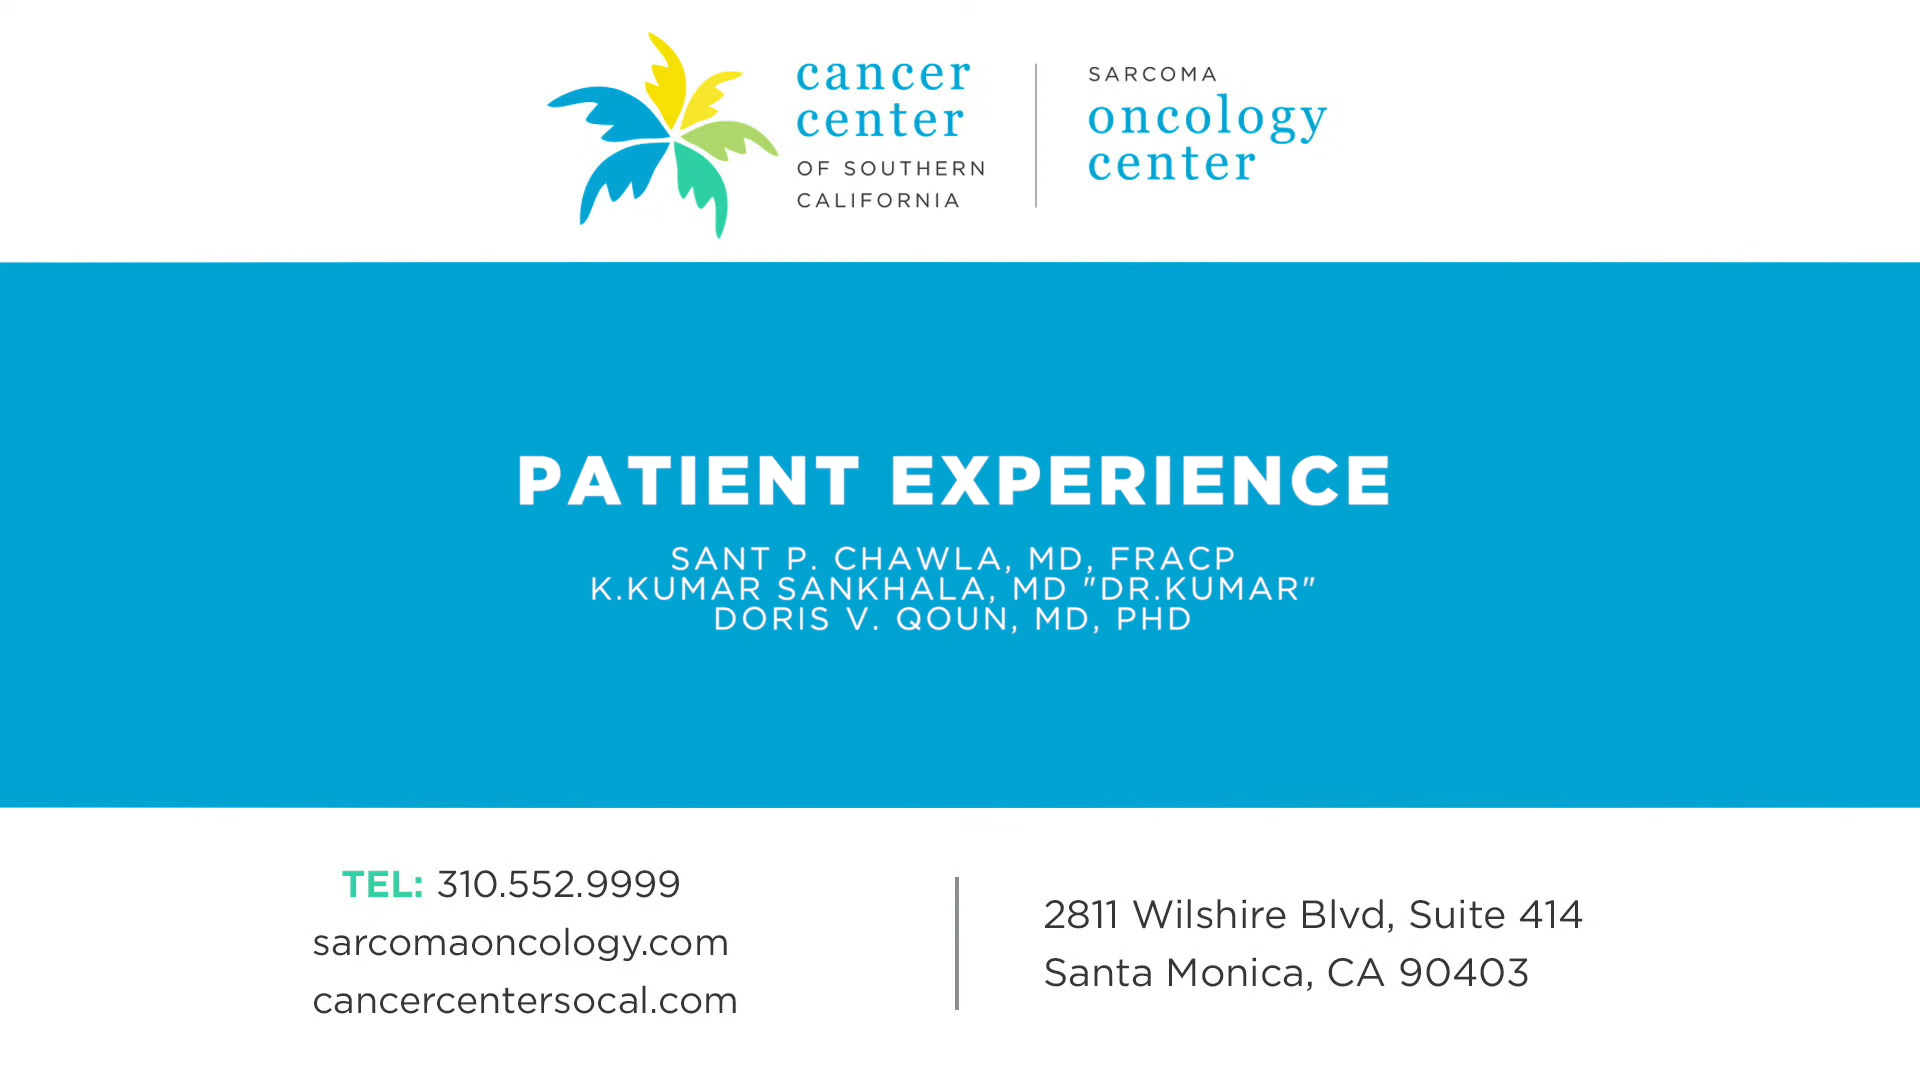 cancer
center
OF SOUTHERN
CALIFORNIA
SARCOMA
oncology
center
PATIENT EXPERIENCE
SANT P. CHAWLA, MD, FRACP
K.KUMAR SANKHALA, MD "DR.KUMAR"
DORIS V. QOUN, MD, PHD
TEL: 310.552.9999
sarcomaoncology.com
cancercentersocal.com
2811 Wilshire Blvd, Suite 414
Santa Monica, CA 90403